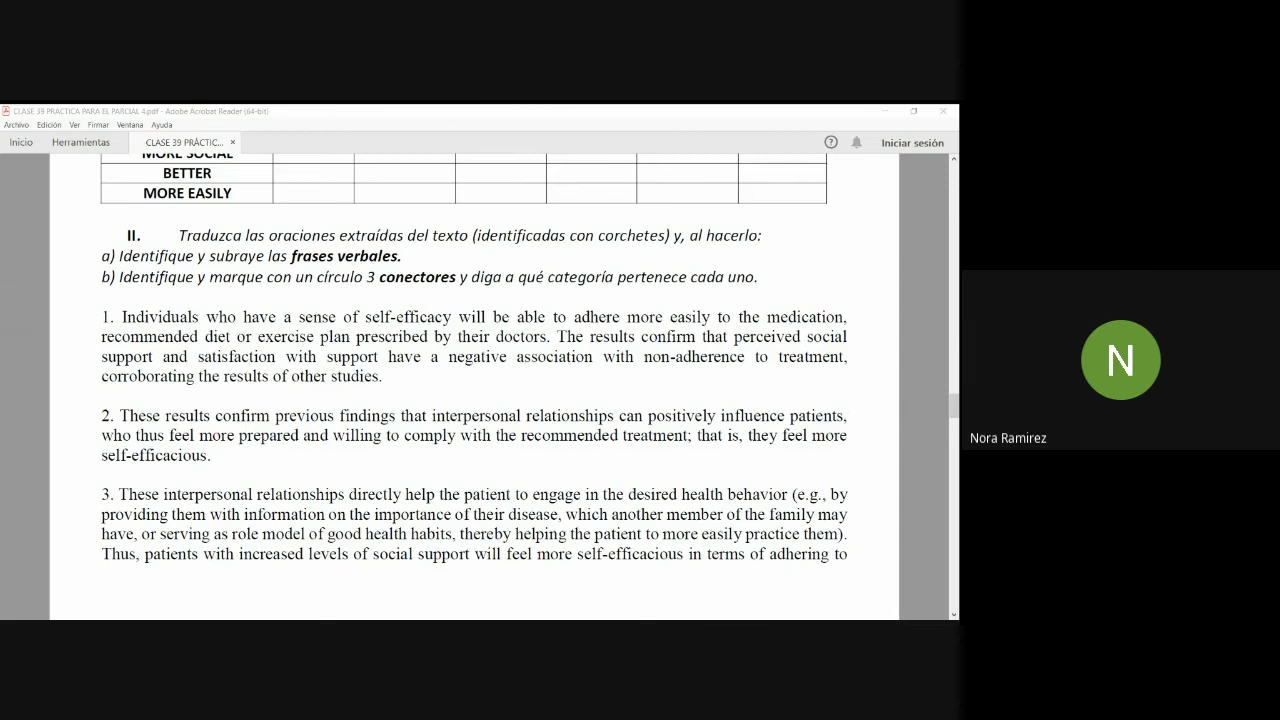 CLASE 39 PRÁCTICA PARA EL PARCIAL 4.pdf - Adobe Acrobat Reader (64-bit)
Archivo Edición Ver Firmar Ventana Ayuda
Inicio Herramientas CLASE 39 PRÁCTIC... × Iniciar sesión
MORE SOCIAL
BETTER
MORE EASILY
II. Traduzca las oraciones extraídas del texto (identificadas con corchetes) y, al hacerlo:
a) Identifique y subraye las frases verbales.
b) Identifique y marque con un círculo 3 conectores y diga a qué categoría pertenece cada uno.
1. Individuals who have a sense of self-efficacy will be able to adhere more easily to the medication,
recommended diet or exercise plan prescribed by their doctors. The results confirm that perceived social
support and satisfaction with support have a negative association with non-adherence to treatment,
corroborating the results of other studies.
2. These results confirm previous findings that interpersonal relationships can positively influence patients,
who thus feel more prepared and willing to comply with the recommended treatment; that is, they feel more
self-efficacious.
3. These interpersonal relationships directly help the patient to engage in the desired health behavior (e.g., by
providing them with information on the importance of their disease, which another member of the family may
have, or serving as role model of good health habits, thereby helping the patient to more easily practice them).
Thus, patients with increased levels of social support will feel more self-efficacious in terms of adhering to
N
Nora Ramirez